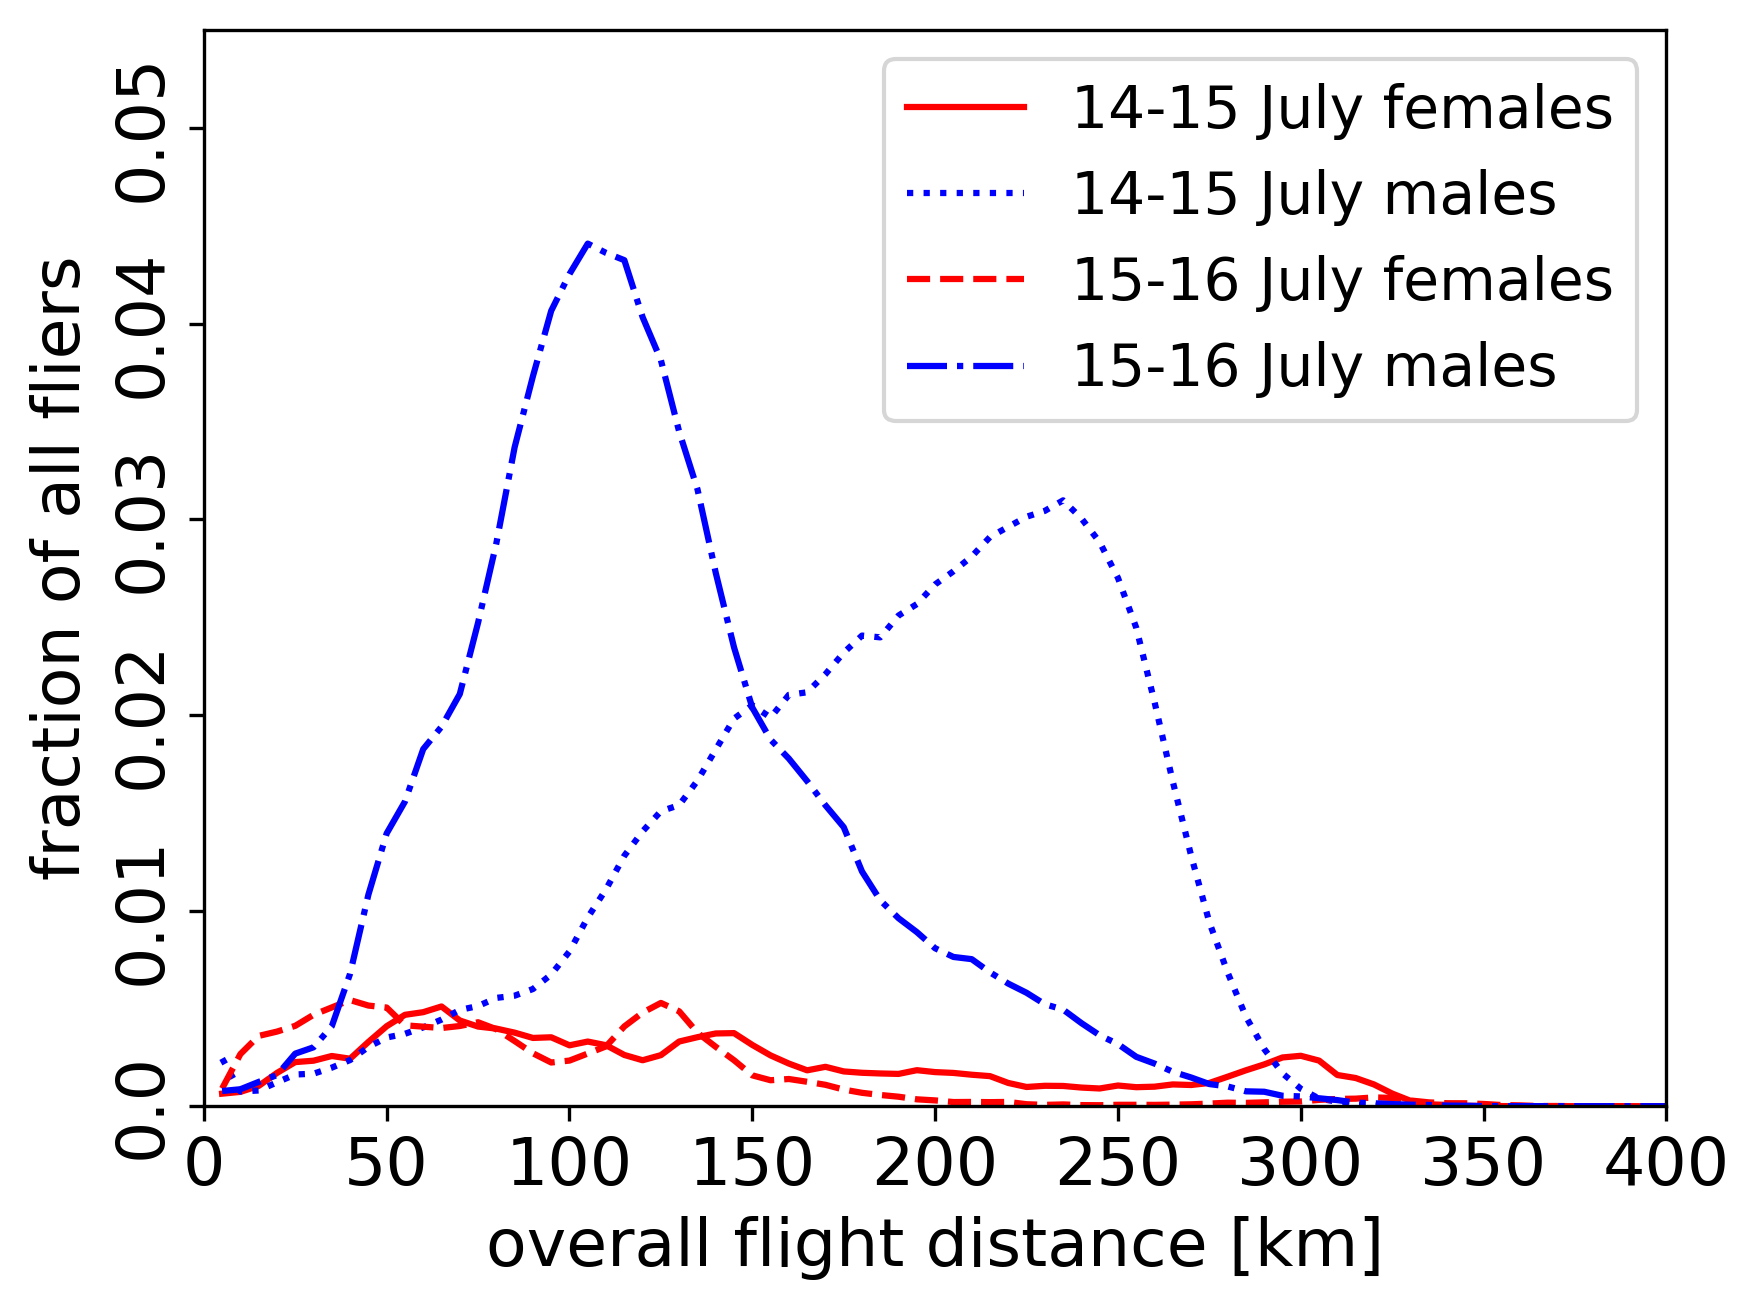 14-15 July females
14-15 July males
15-16 July females
15-16 July males
fraction of all fliers
0.05
0.04
0.03
0.02
0.01
0.0
0 50 100 150 200 250 300 350 400
overall flight distance [km]